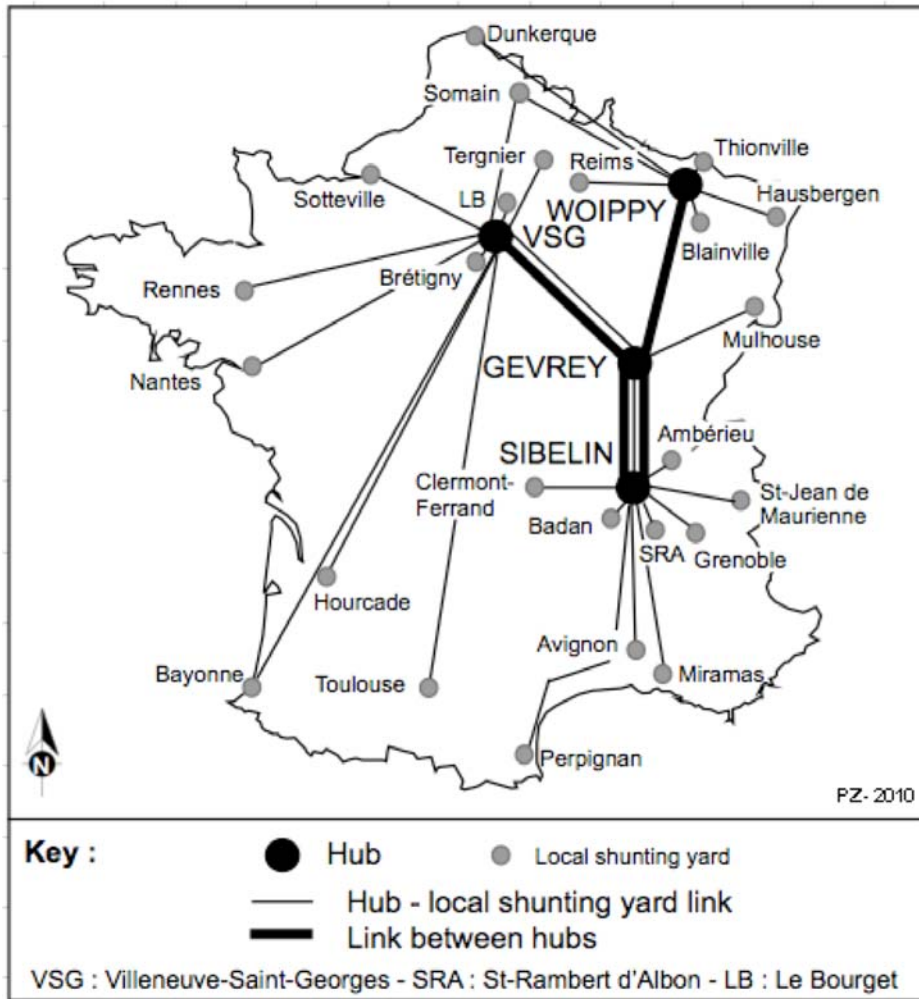 Dunkerque
Somain
Tergnier
Reims
Thionville
Sotteville
LB
WOIPPY
Hausbergen
VSG
Blainville
Brétigny
Rennes
Mulhouse
Nantes
GEVREY
Ambérieu
SIBELIN
Clermont-
Ferrand
St-Jean de
Maurienne
Badan
SRA
Grenoble
Hourcade
Avignon
Bayonne
Toulouse
Miramas
Perpignan
N
PZ- 2010
Key :
Hub
Local shunting yard
Hub - local shunting yard link
Link between hubs
VSG : Villeneuve-Saint-Georges - SRA : St-Rambert d'Albon - LB : Le Bourget